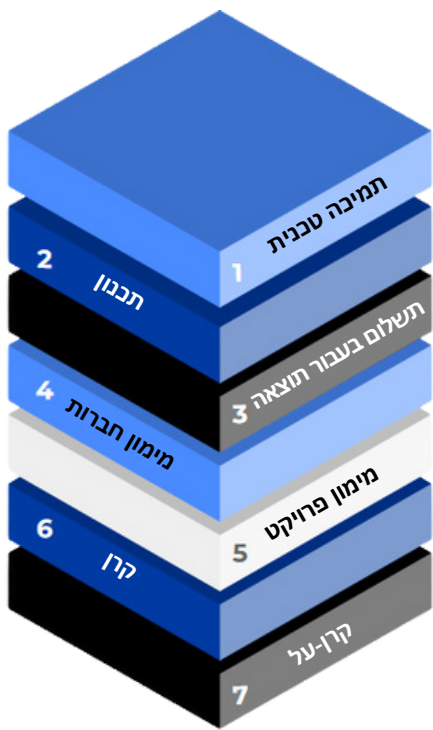 1 תמיכה טכנית
2 תכנון
3 תשלום בעבור תוצאה
4 מימון חברות
5 מימון פרויקט
6 קרן
7 קרן-על